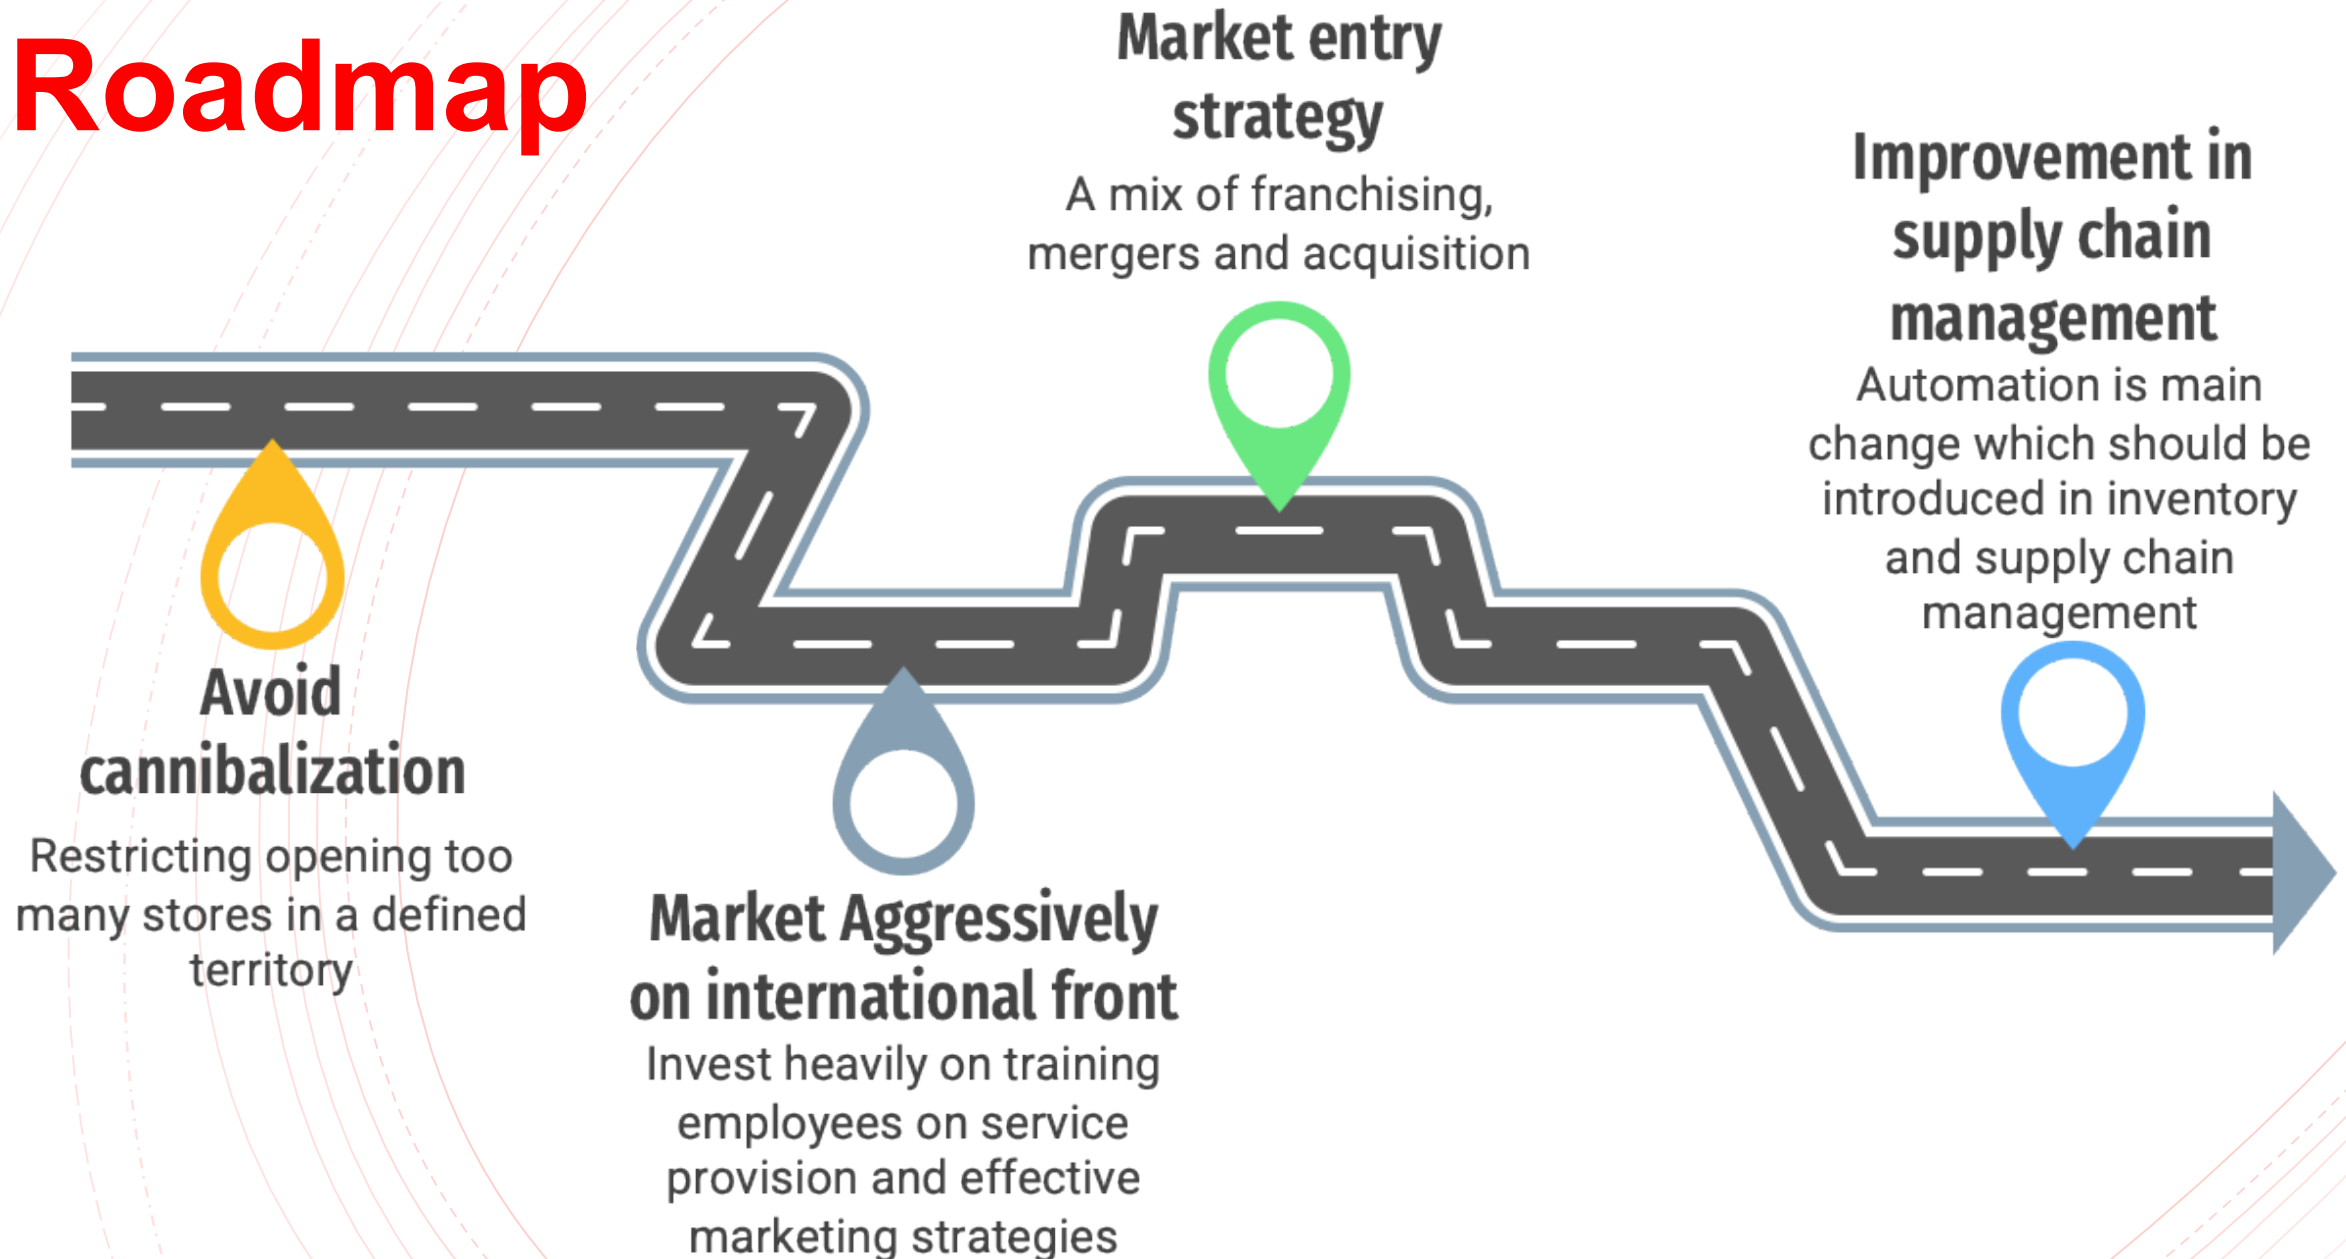 Roadmap
Avoid
cannibalization
Restricting opening too
many stores in a defined
territory
Market Aggressively
on international front
Invest heavily on training
employees on service
provision and effective
marketing strategies
Market entry
strategy
A mix of franchising,
mergers and acquisition
Improvement in
supply chain
management
Automation is main
change which should be
introduced in inventory
and supply chain
management